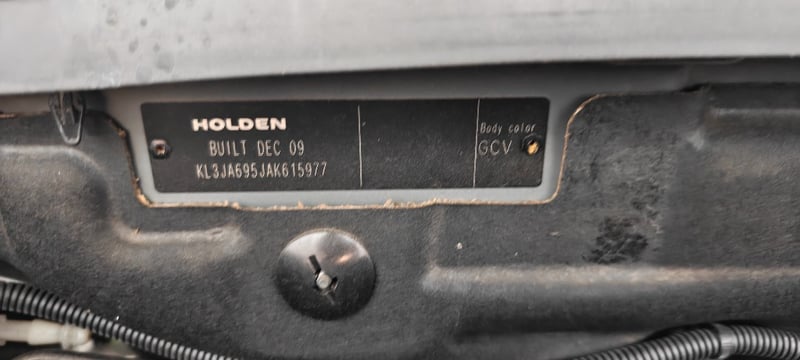 HOLDEN
BUILT DEC 09
KL3JA695JAK615977
Body color
GCV